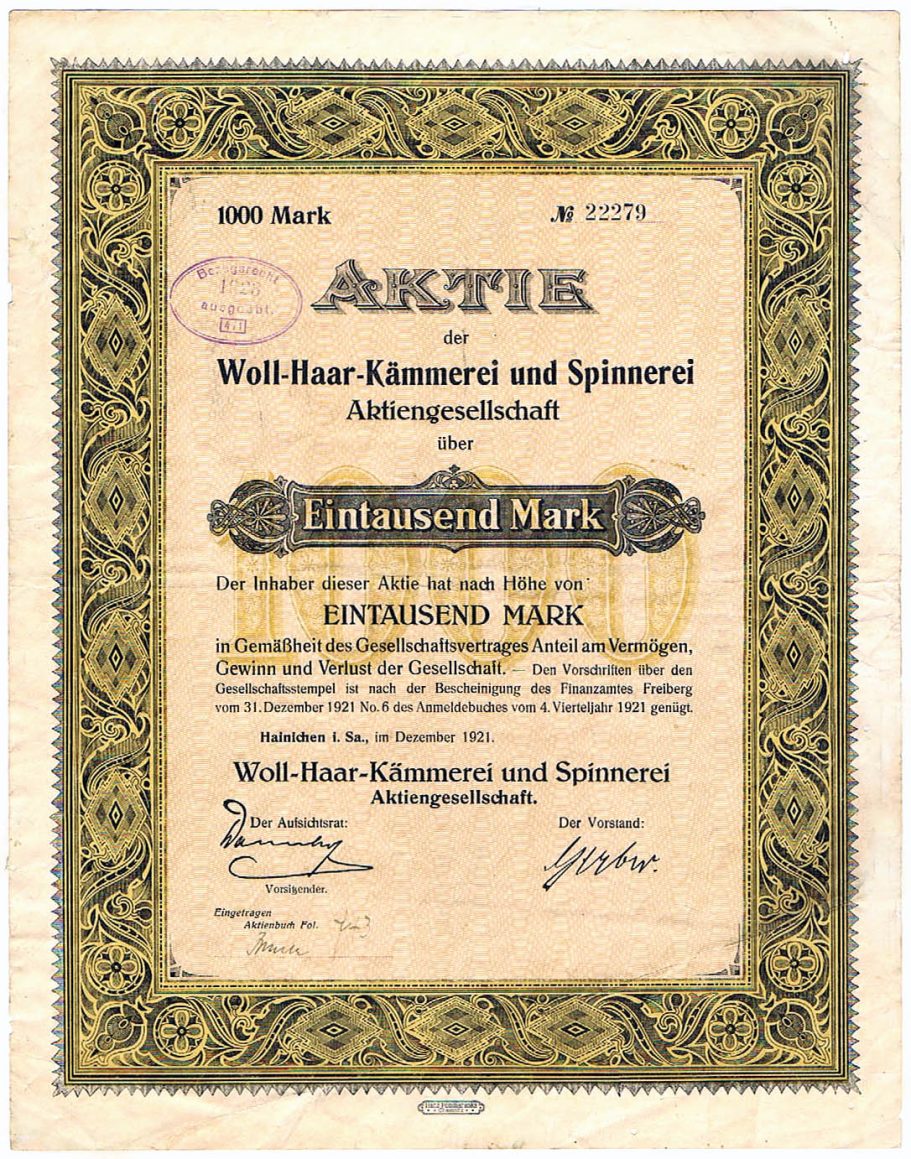 1000 Mark
№ 22279
Bezugsrecht
ausgeübt.
AKTIE
der
Woll-Haar-Kämmerei und Spinnerei
Aktiengesellschaft
über
1000
Eintausend Mark
Der Inhaber dieser Aktie hat nach Höhe von
EINTAUSEND MARK
in Gemäßheit des Gesellschaftsvertrages Anteil am Vermögen,
Gewinn und Verlust der Gesellschaft. — Den Vorschriften über den
Gesellschaftsstempel ist nach der Bescheinigung des Finanzamtes Freiberg
vom 31. Dezember 1921 No. 6 des Anmeldebuches vom 4. Vierteljahr 1921 genügt.
Hainichen i. Sa., im Dezember 1921.
Woll-Haar-Kämmerei und Spinnerei
Aktiengesellschaft.
Der Aufsichtsrat:
Der Vorstand:
Vorsitzender.
Eingetragen
Aktienbuch Fol.